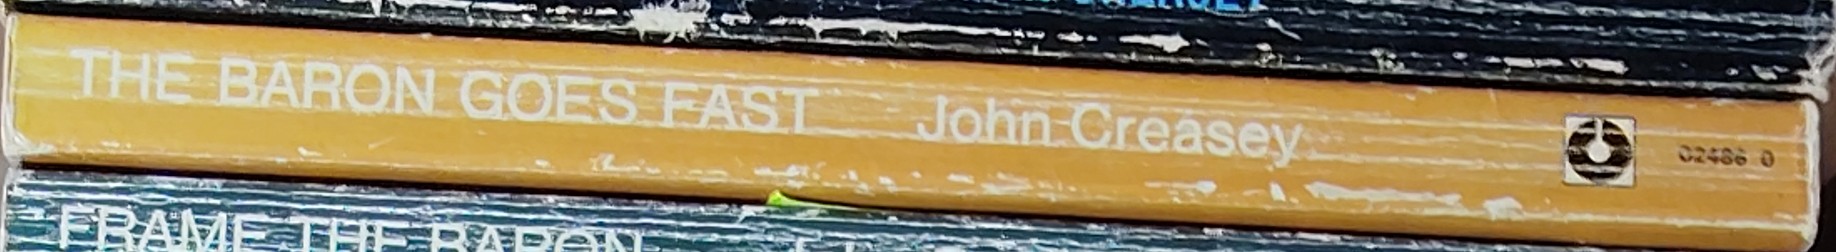 THE BARON GOES FAST John Creasey 02486 0
FRAME THE BARON